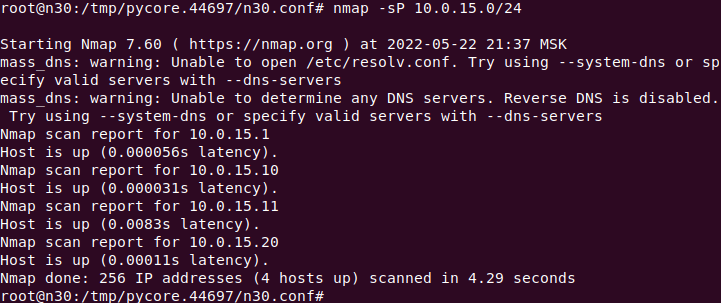 root@n30:/tmp/pycore.44697/n30.conf# nmap -sP 10.0.15.0/24
Starting Nmap 7.60 ( https://nmap.org ) at 2022-05-22 21:37 MSK
mass_dns: warning: Unable to open /etc/resolv.conf. Try using --system-dns or sp
ecify valid servers with --dns-servers
mass_dns: warning: Unable to determine any DNS servers. Reverse DNS is disabled.
 Try using --system-dns or specify valid servers with --dns-servers
Nmap scan report for 10.0.15.1
Host is up (0.000056s latency).
Nmap scan report for 10.0.15.10
Host is up (0.000031s latency).
Nmap scan report for 10.0.15.11
Host is up (0.0083s latency).
Nmap scan report for 10.0.15.20
Host is up (0.00011s latency).
Nmap done: 256 IP addresses (4 hosts up) scanned in 4.29 seconds
root@n30:/tmp/pycore.44697/n30.conf#